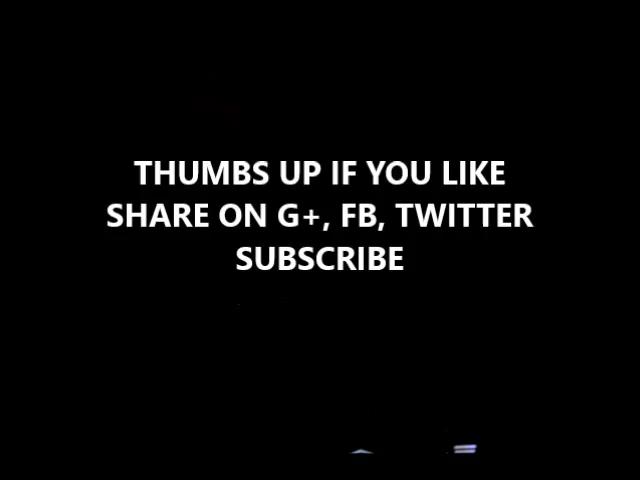 THUMBS UP IF YOU LIKE
SHARE ON G+, FB, TWITTER
SUBSCRIBE